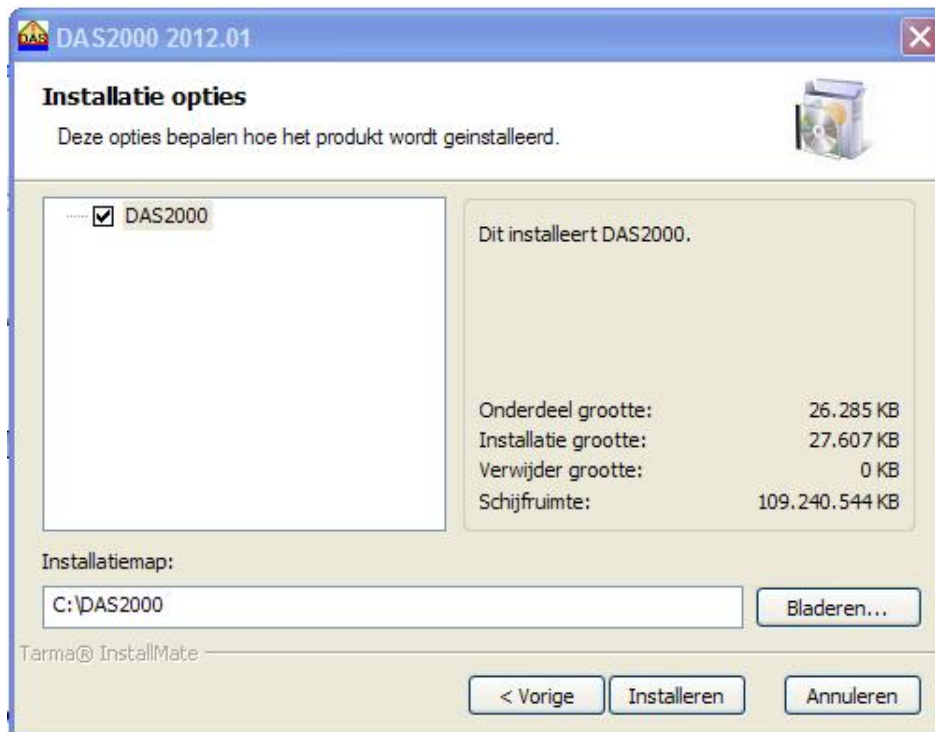 DAS
DAS2000 2012.01
Installatie opties
Deze opties bepalen hoe het produkt wordt geinstalleerd.
DAS2000
Dit installeert DAS2000.
Onderdeel grootte: 26.285 KB
Installatie grootte: 27.607 KB
Verwijder grootte: 0 KB
Schijfruimte: 109.240.544 KB
Installatiemap:
C:\DAS2000
Bladeren...
Tarma® InstallMate
< Vorige
Installeren
Annuleren